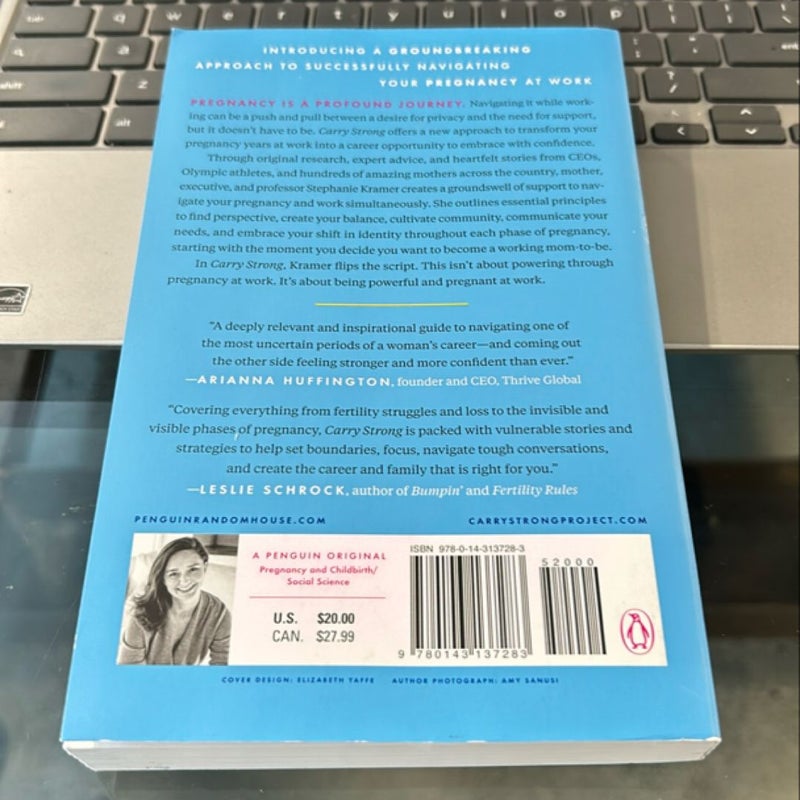 q w e r t y u i o p
a
z
alt
?
/
INTRODUCING A GROUNDBREAKING
APPROACH TO SUCCESSFULLY NAVIGATING
YOUR PREGNANCY AT WORK
PREGNANCY IS A PROFOUND JOURNEY. Navigating it while work-
ing can be a push and pull between a desire for privacy and the need for support,
but it doesn't have to be. Carry Strong offers a new approach to transform your
pregnancy years at work into a career opportunity to embrace with confidence.
Through original research, expert advice, and heartfelt stories from CEOs,
Olympic athletes, and hundreds of amazing mothers across the country, mother,
executive, and professor Stephanie Kramer creates a groundswell of support to nav-
igate your pregnancy and work simultaneously. She outlines essential principles
to find perspective, create your balance, cultivate community, communicate your
needs, and embrace your shift in identity throughout each phase of pregnancy,
starting with the moment you decide you want to become a working mom-to-be.
In Carry Strong, Kramer flips the script. This isn't about powering through
pregnancy at work. It's about being powerful and pregnant at work.
"A deeply relevant and inspirational guide to navigating one of
the most uncertain periods of a woman's career—and coming out
the other side feeling stronger and more confident than ever."
—ARIANNA HUFFINGTON, founder and CEO, Thrive Global
"Covering everything from fertility struggles and loss to the invisible and
visible phases of pregnancy, Carry Strong is packed with vulnerable stories and
strategies to help set boundaries, focus, navigate tough conversations,
and create the career and family that is right for you."
—LESLIE SCHROCK, author of Bumpin' and Fertility Rules
PENGUINRANDOMHOUSE.COM CARRYSTRONGPROJECT.COM
A PENGUIN ORIGINAL
Pregnancy and Childbirth/
Social Science
U.S. $20.00
CAN. $27.99
ISBN 978-0-14-313728-3
52000
9 780143 137283
COVER DESIGN: ELIZABETH YAFFE AUTHOR PHOTOGRAPH: AMY SANUSI